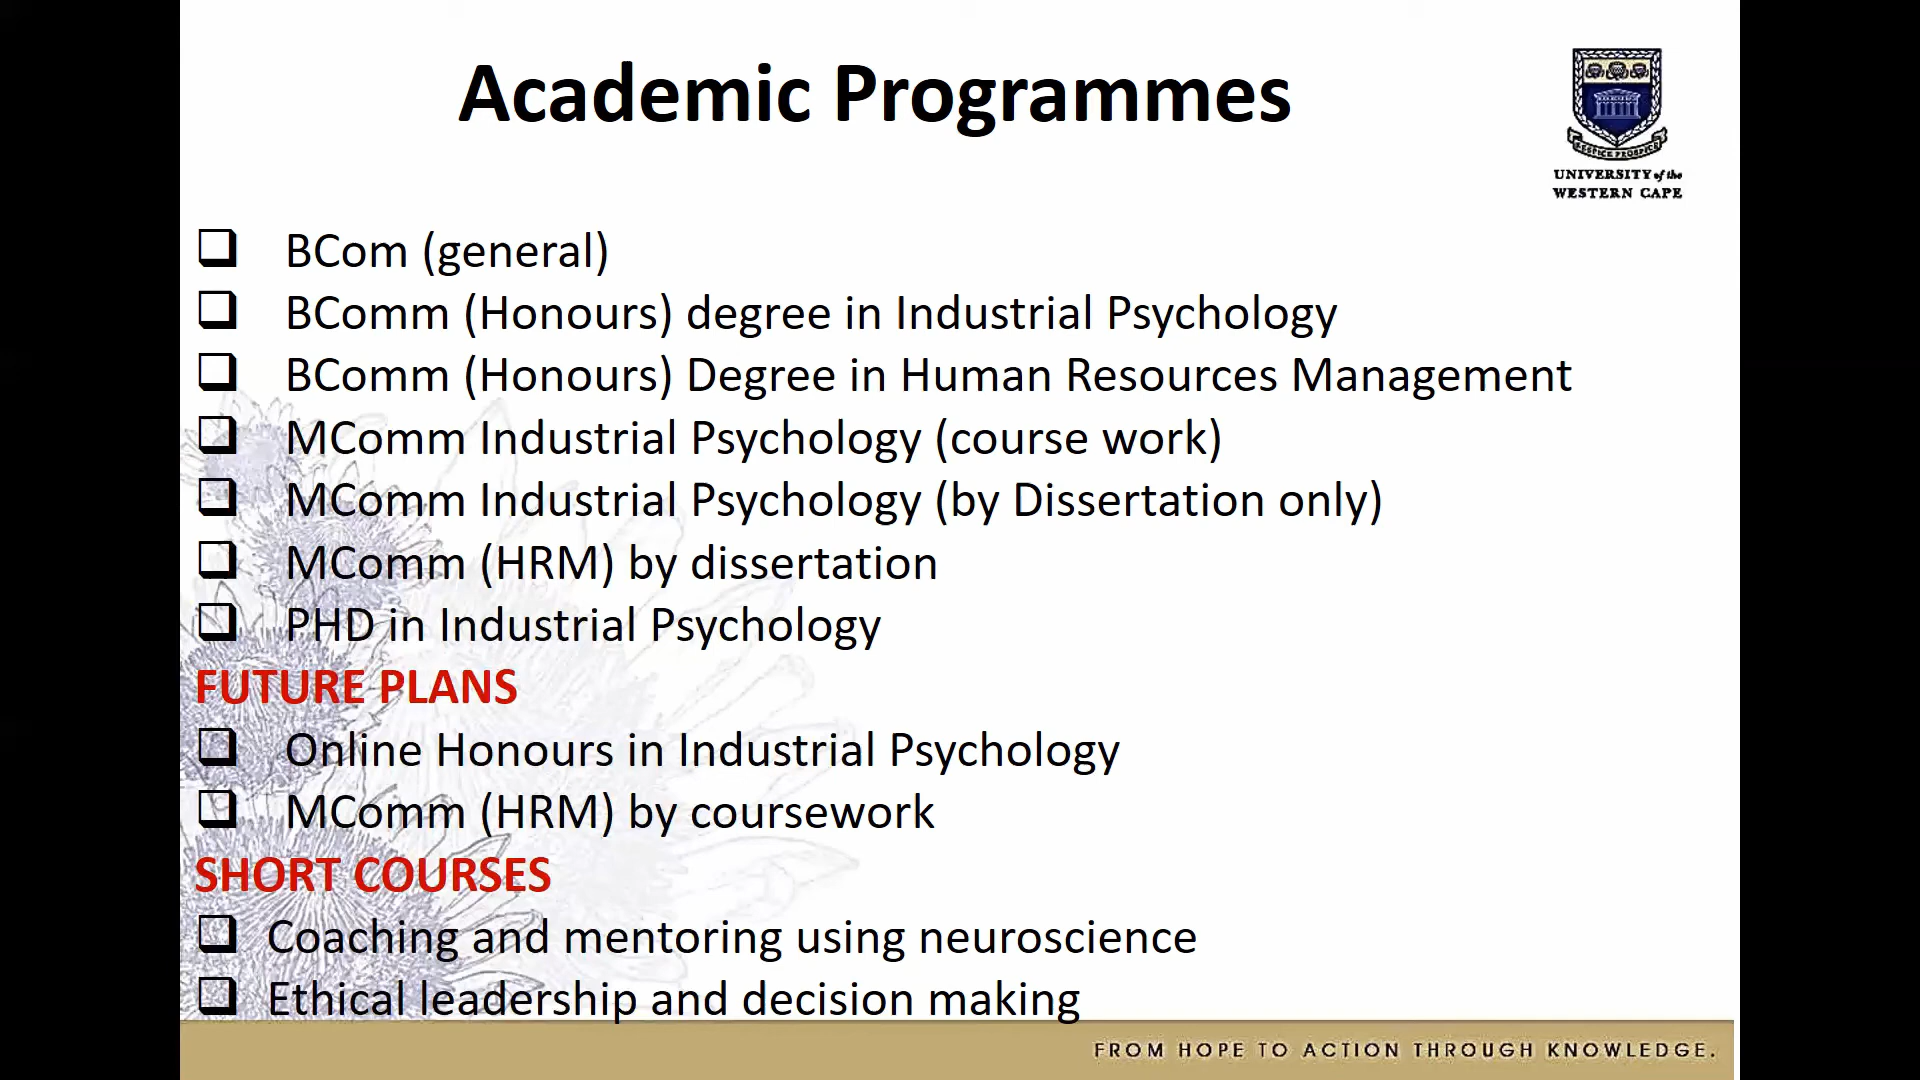 Academic Programmes
RESPICE PROSPICE
UNIVERSITY of the
WESTERN CAPE
BCom (general)
BComm (Honours) degree in Industrial Psychology
BComm (Honours) Degree in Human Resources Management
MComm Industrial Psychology (course work)
MComm Industrial Psychology (by Dissertation only)
MComm (HRM) by dissertation
PHD in Industrial Psychology
FUTURE PLANS
Online Honours in Industrial Psychology
MComm (HRM) by coursework
SHORT COURSES
Coaching and mentoring using neuroscience
Ethical leadership and decision making
FROM HOPE TO ACTION THROUGH KNOWLEDGE.